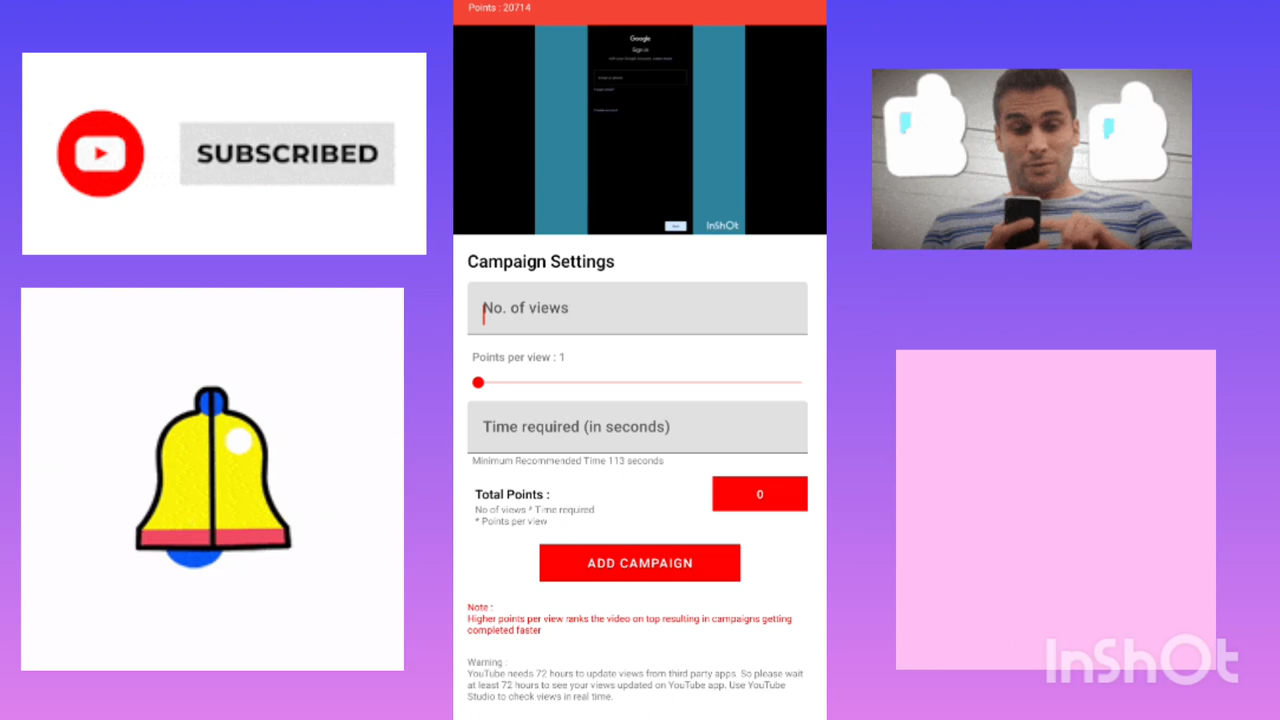 Points : 20714
Google
Sign in
InShOt
SUBSCRIBED
Campaign Settings
No. of views
Points per view : 1
Time required (in seconds)
Minimum Recommended Time 113 seconds
Total Points :
0
No of views * Time required
* Points per view
ADD CAMPAIGN
Note :
Higher points per view ranks the video on top resulting in campaigns getting
completed faster
Warning :
YouTube needs 72 hours to update views from third party apps. So please wait
at least 72 hours to see your views updated on YouTube app. Use YouTube
Studio to check views in real time.
InShOt